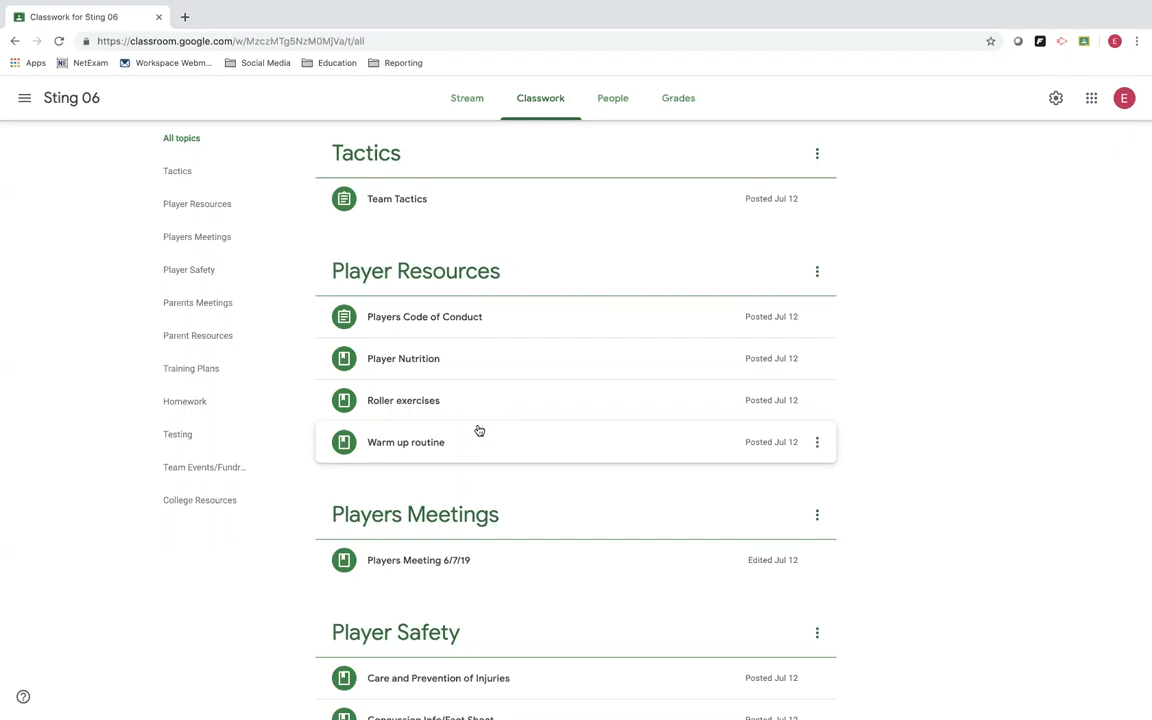 Classwork for Sting 06
https://classroom.google.com/w/MzczMTg5NzM0MjVa/t/all
E
Apps
NetExam
Workspace Webm...
Social Media
Education
Reporting
Sting 06
Stream
Classwork
People
Grades
E
All topics
Tactics
Player Resources
Players Meetings
Player Safety
Parents Meetings
Parent Resources
Training Plans
Homework
Testing
Team Events/Fundr...
College Resources
Tactics
Team Tactics
Posted Jul 12
Player Resources
Players Code of Conduct
Posted Jul 12
Player Nutrition
Posted Jul 12
Roller exercises
Posted Jul 12
Warm up routine
Posted Jul 12
Players Meetings
Players Meeting 6/7/19
Edited Jul 12
Player Safety
Care and Prevention of Injuries
Posted Jul 12
Concussion Info/Fact Sheet